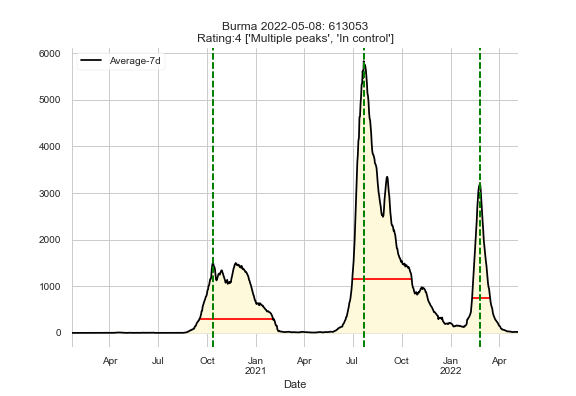 Burma 2022-05-08: 613053
Rating:4 ['Multiple peaks', 'In control']
Average-7d
6000
5000
4000
3000
2000
1000
0
Apr Jul Oct Jan Apr Jul Oct Jan Apr
2021 2022
Date